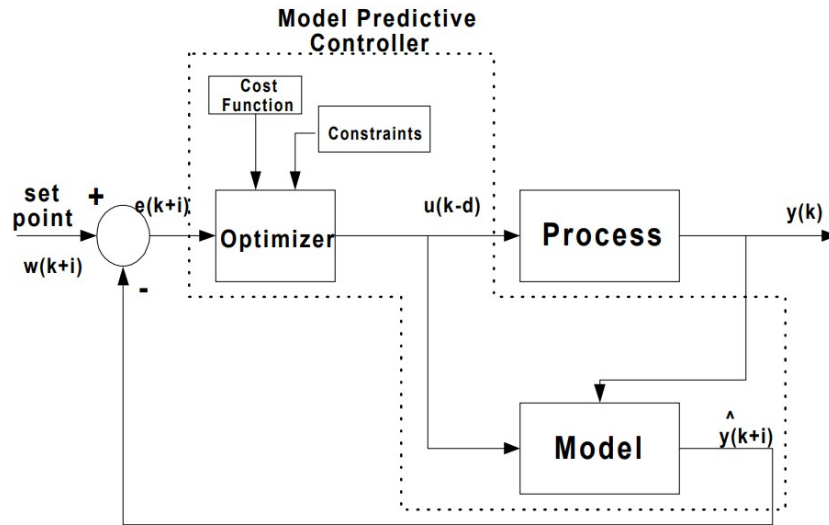 Model Predictive
Controller
Cost
Function
Constraints
set
point
+
e(k+i)
w(k+i)
-
Optimizer
u(k-d)
Process
y(k)
Model
^
y(k+i)